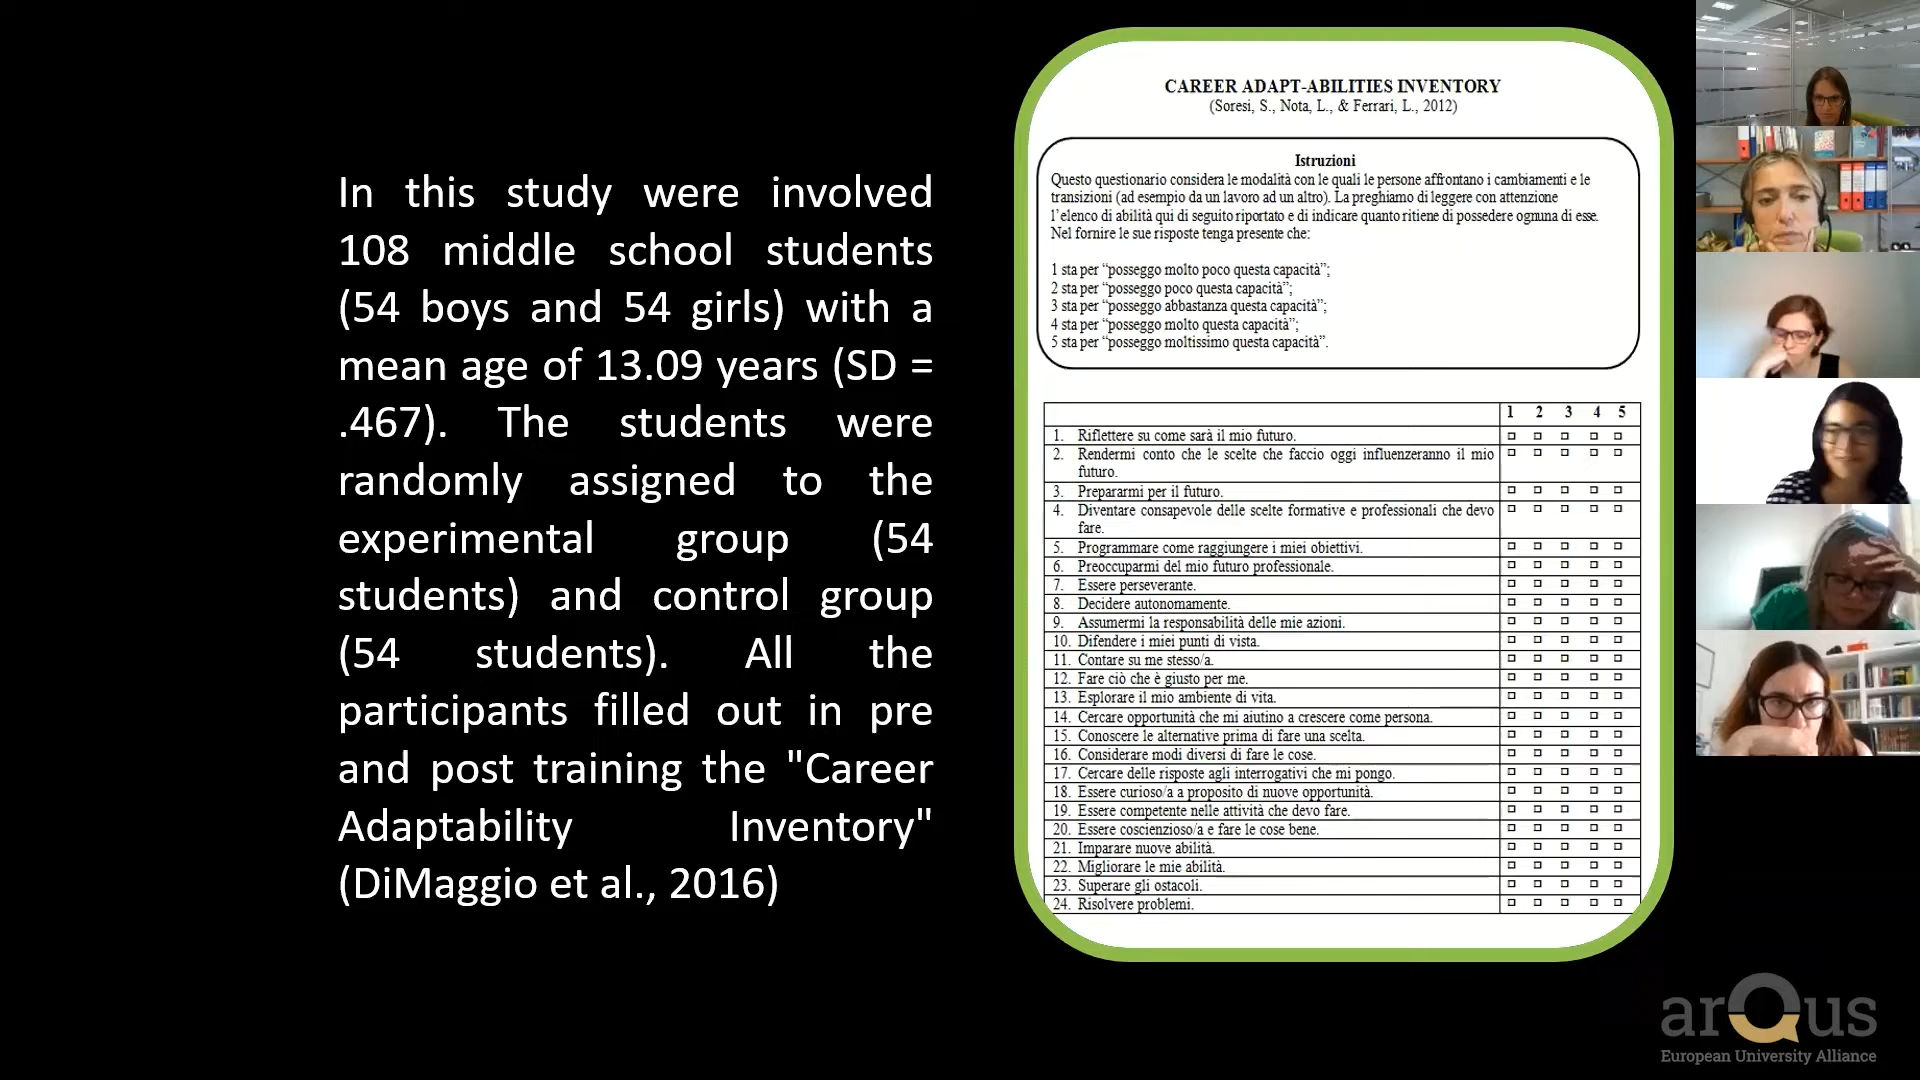 In this study were involved
108 middle school students
(54 boys and 54 girls) with a
mean age of 13.09 years (SD =
.467). The students were
randomly assigned to the
experimental group (54
students) and control group
(54 students). All the
participants filled out in pre
and post training the "Career
Adaptability Inventory"
(DiMaggio et al., 2016)
CAREER ADAPT-ABILITIES INVENTORY
(Soresi, S., Nota, L., & Ferrari, L., 2012)
Istruzioni
Questo questionario considera le modalità con le quali le persone affrontano i cambiamenti e le
transizioni (ad esempio da un lavoro ad un altro). La preghiamo di leggere con attenzione
l'elenco di abilità qui di seguito riportato e di indicare quanto ritiene di possedere ognuna di esse.
Nel fornire le sue risposte tenga presente che:
1 sta per “posseggo molto poco questa capacità”;
2 sta per “posseggo poco questa capacità”;
3 sta per “posseggo abbastanza questa capacità”;
4 sta per “posseggo molto questa capacità”;
5 sta per “posseggo moltissimo questa capacità”.
1 2 3 4 5
1. Riflettere su come sarà il mio futuro.
2. Rendermi conto che le scelte che faccio oggi influenzeranno il mio
futuro.
3. Prepararmi per il futuro.
4. Diventare consapevole delle scelte formative e professionali che devo
fare.
5. Programmare come raggiungere i miei obiettivi.
6. Preoccuparmi del mio futuro professionale.
7. Essere perseverante.
8. Decidere autonomamente.
9. Assumermi la responsabilità delle mie azioni.
10. Difendere i miei punti di vista.
11. Contare su me stesso/a.
12. Fare ciò che è giusto per me.
13. Esplorare il mio ambiente di vita.
14. Cercare opportunità che mi aiutino a crescere come persona.
15. Conoscere le alternative prima di fare una scelta.
16. Considerare modi diversi di fare le cose.
17. Cercare delle risposte agli interrogativi che mi pongo.
18. Essere curioso/a a proposito di nuove opportunità.
19. Essere competente nelle attività che devo fare.
20. Essere coscienzioso/a e fare le cose bene.
21. Imparare nuove abilità.
22. Migliorare le mie abilità.
23. Superare gli ostacoli.
24. Risolvere problemi.
arQus
European University Alliance